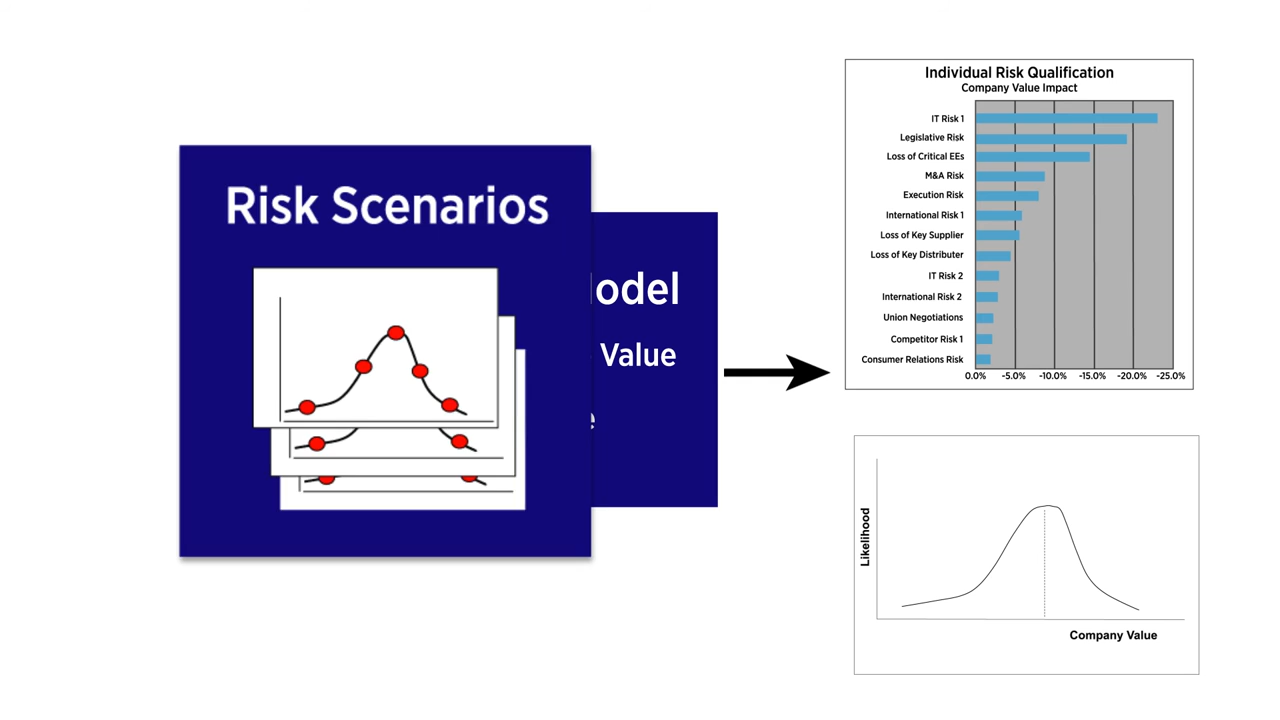 Risk Scenarios
Value
Individual Risk Qualification
Company Value Impact
IT Risk 1
Legislative Risk
Loss of Critical EEs
M&A Risk
Execution Risk
International Risk 1
Loss of Key Supplier
Loss of Key Distributer
IT Risk 2
International Risk 2
Union Negotiations
Competitor Risk 1
Consumer Relations Risk
0.0% -5.0% -10.0% -15.0% -20.0% -25.0%
Likelihood
Company Value